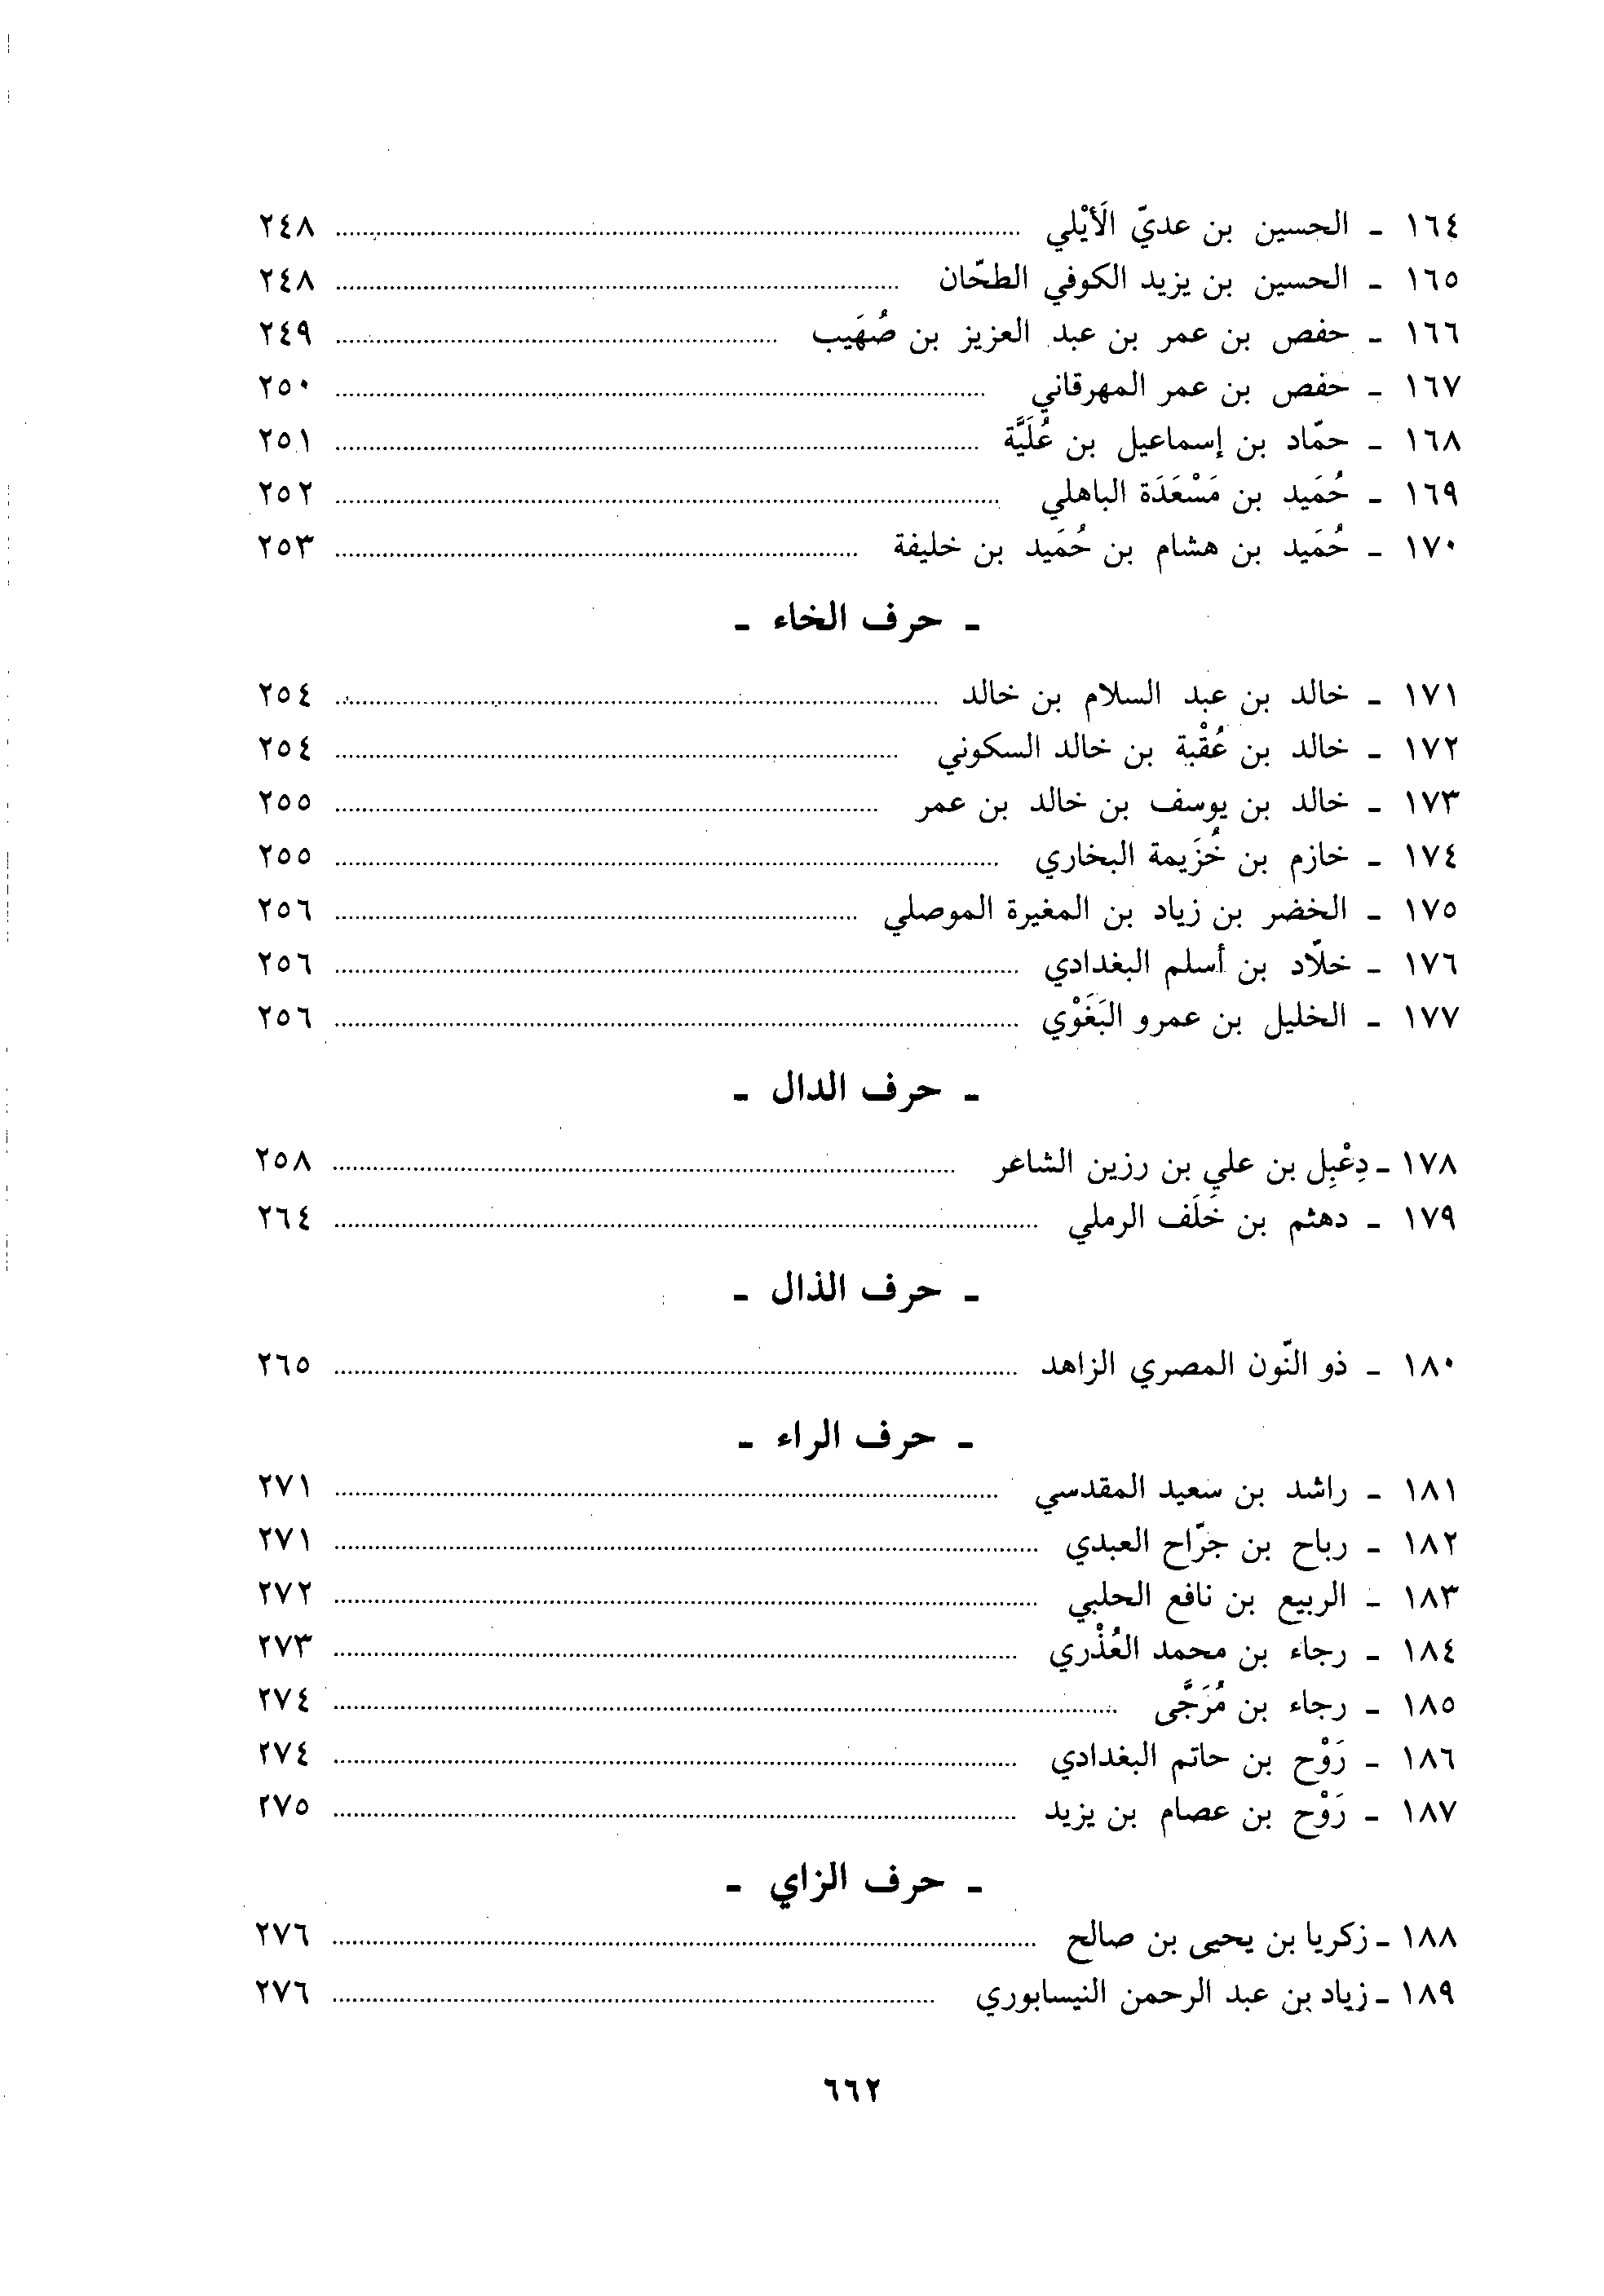 ١٦٤ - الحسين بن عديّ الَأيْلي ........ ٢٤٨
١٦٥ - الحسين بن يزيد الكوفي الطحّان ........ ٢٤٨
١٦٦ - حفص بن عمر بن عبد العزيز بن صُهَيب ........ ٢٤٩
١٦٧ - حفص بن عمر المهرقاني ........ ٢٥٠
١٦٨ - حمّاد بن إسماعيل بن عُلَيَّة ........ ٢٥١
١٦٩ - حُمَيد بن مَسْعَدَة الباهلي ........ ٢٥٢
١٧٠ - حُمَيد بن هشام بن حُمَيد بن خليفة ........ ٢٥٣
- حرف الخاء -
١٧١ - خالد بن عبد السلام بن خالد ........ ٢٥٤
١٧٢ - خالد بن عُقْبة بن خالد السكوني ........ ٢٥٤
١٧٣ - خالد بن يوسف بن خالد بن عمر ........ ٢٥٥
١٧٤ - خازم بن خُزَيمة البخاري ........ ٢٥٥
١٧٥ - الخضر بن زياد بن المغيرة الموصلي ........ ٢٥٦
١٧٦ - خلّاد بن أسلم البغدادي ........ ٢٥٦
١٧٧ - الخليل بن عمرو البَغَوْي ........ ٢٥٦
- حرف الدال -
١٧٨ - دِعْبِل بن علي بن رزين الشاعر ........ ٢٥٨
١٧٩ - دهثم بن خَلَف الرملي ........ ٢٦٤
- حرف الذال -
١٨٠ - ذو النّون المصري الزاهد ........ ٢٦٥
- حرف الراء -
١٨١ - راشد بن سعيد المقدسي ........ ٢٧١
١٨٢ - رباح بن جرّاح العبدي ........ ٢٧١
١٨٣ - الربيع بن نافع الحلبي ........ ٢٧٢
١٨٤ - رجاء بن محمد العُذْري ........ ٢٧٣
١٨٥ - رجاء بن مُرَجَّى ........ ٢٧٤
١٨٦ - رَوْح بن حاتم البغدادي ........ ٢٧٤
١٨٧ - رَوْح بن عصام بن يزيد ........ ٢٧٥
- حرف الزاي -
١٨٨ - زكريا بن يحيى بن صالح ........ ٢٧٦
١٨٩ - زياد بن عبد الرحمن النيسابوري ........ ٢٧٦
٦٦٢